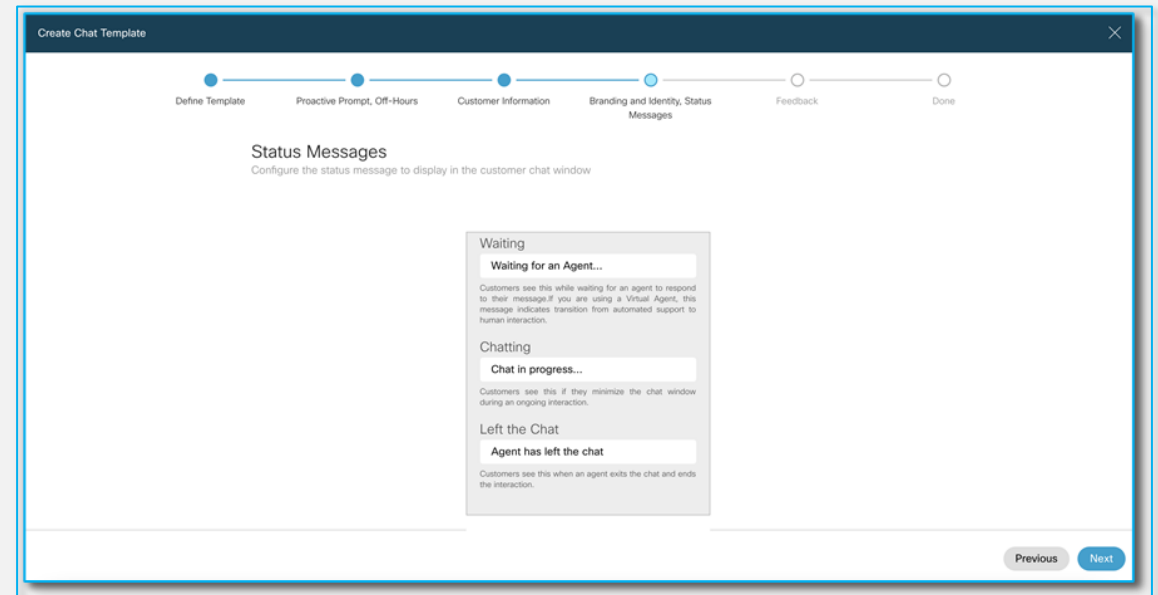 Create Chat Template
Define Template
Proactive Prompt, Off-Hours
Customer Information
Branding and Identity, Status
Messages
Feedback
Done
Status Messages
Configure the status message to display in the customer chat window
Waiting
Waiting for an Agent...
Customers see this while waiting for an agent to respond
to their message.If you are using a Virtual Agent, this
message indicates transition from automated support to
human interaction.
Chatting
Chat in progress...
Customers see this if they minimize the chat window
during an ongoing interaction.
Left the Chat
Agent has left the chat
Customers see this when an agent exits the chat and ends
the interaction.
Previous
Next